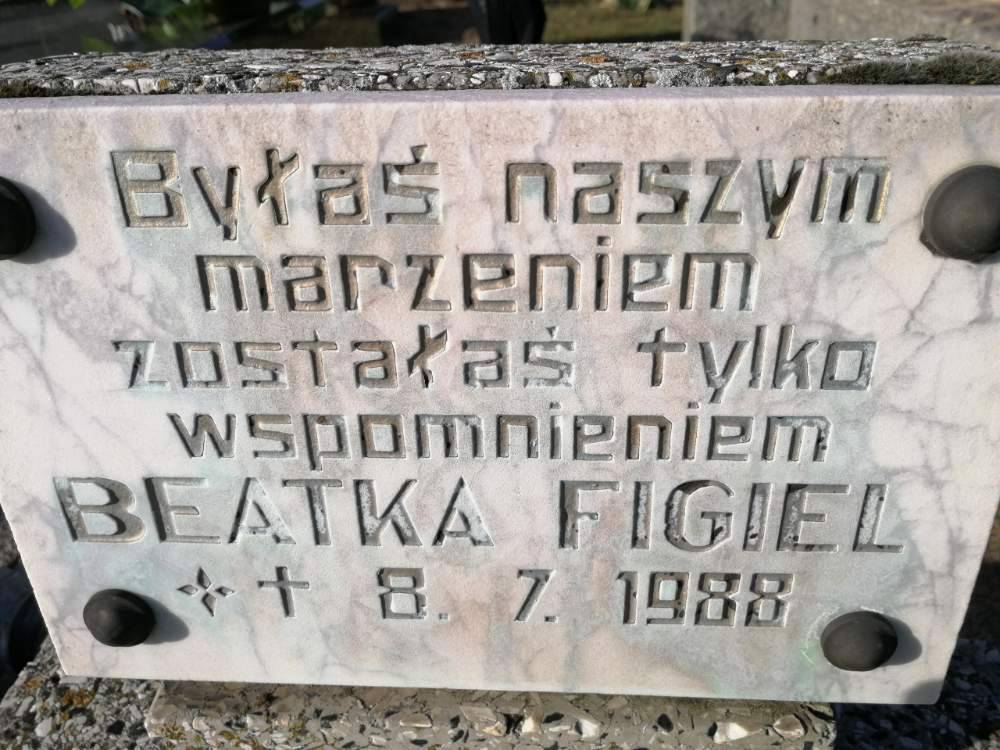 Byłaś naszym
marzeniem
zostałaś tylko
wspomnieniem
BEATKA FIGIEL
✧ † 8. 7. 1988